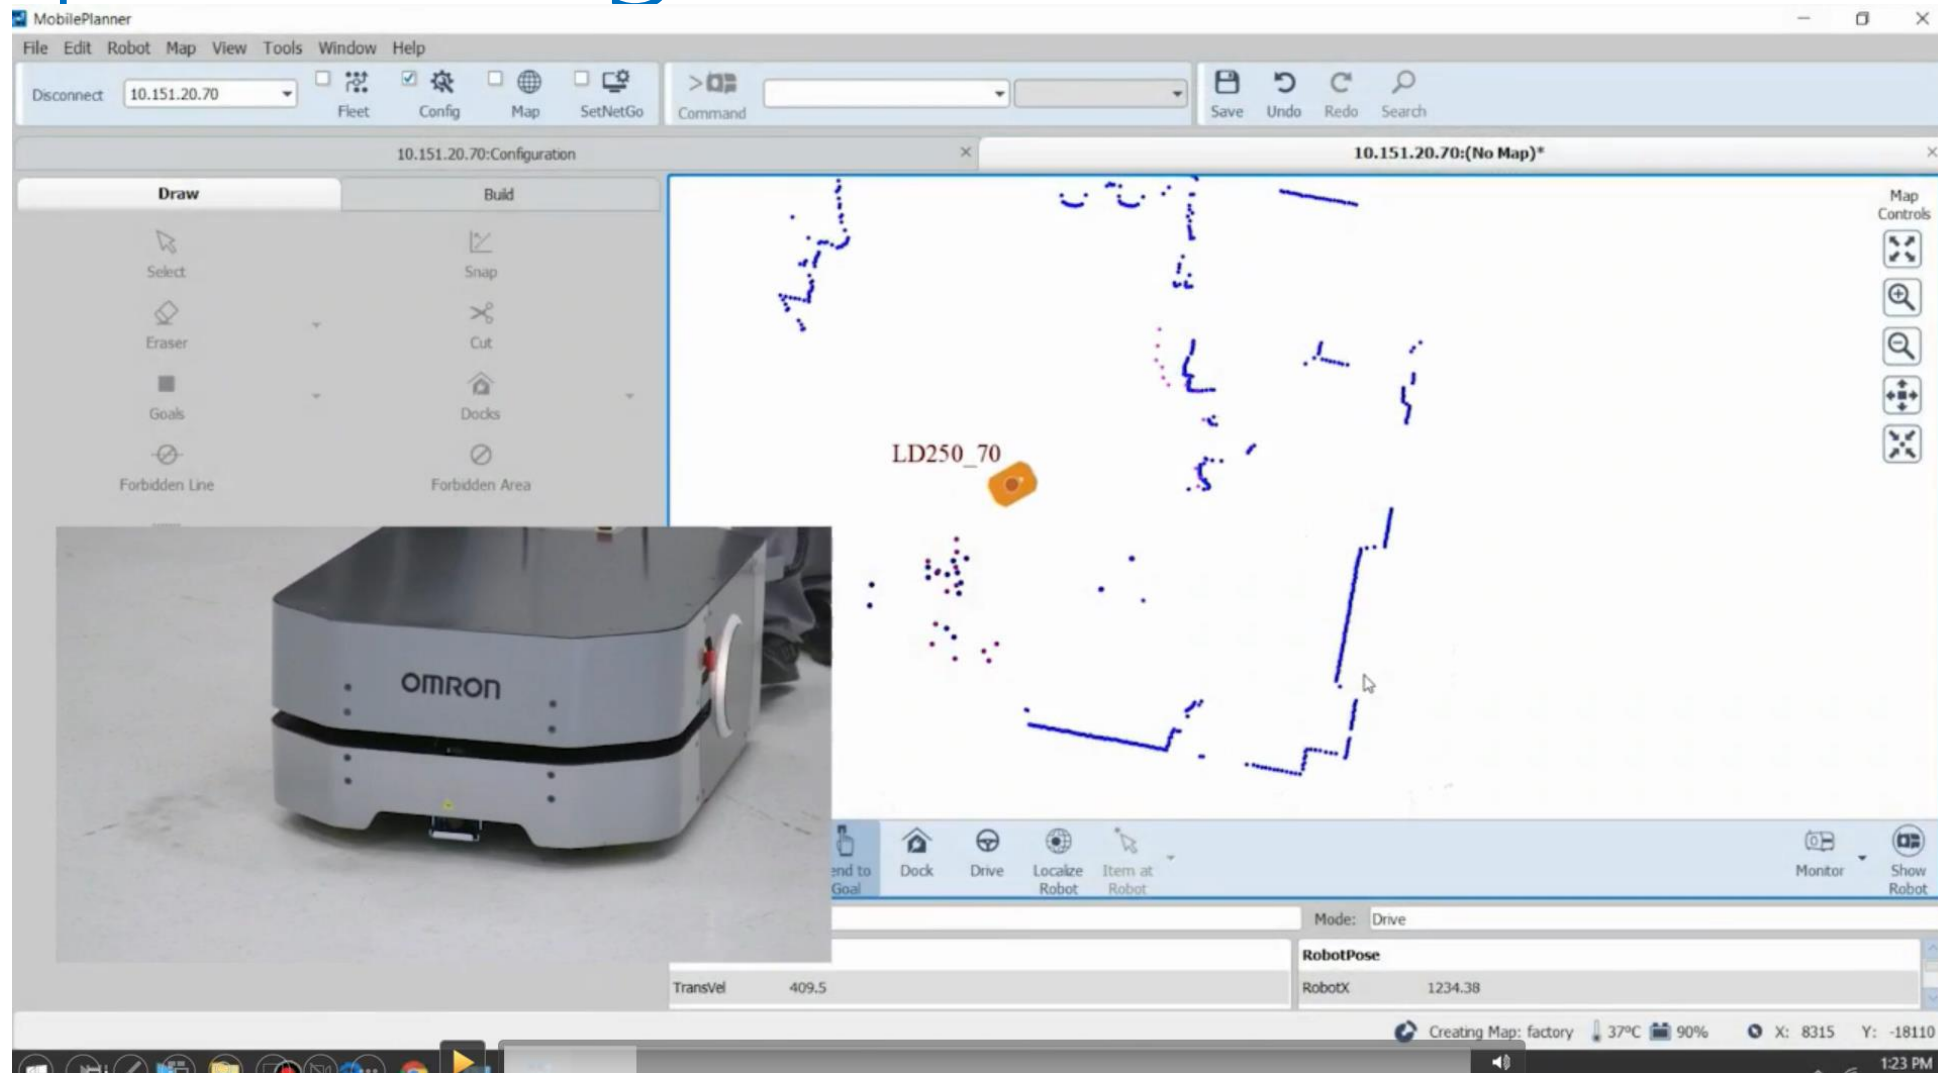 MobilePlanner
File Edit Robot Map View Tools Window Help
Disconnect 10.151.20.70
Fleet Config Map SetNetGo
Command
Save Undo Redo Search
10.151.20.70:Configuration
10.151.20.70:(No Map)*
Draw Build
Select Snap
Eraser Cut
Goals Docks
Forbidden Line Forbidden Area
Map
Controls
LD250_70
OMRON
Dock Drive Localize Robot Item at Robot
Goal
Monitor Show Robot
Mode: Drive
RobotPose
TransVel 409.5
RobotX 1234.38
Creating Map: factory 37°C 90% X: 8315 Y: -18110
1:23 PM